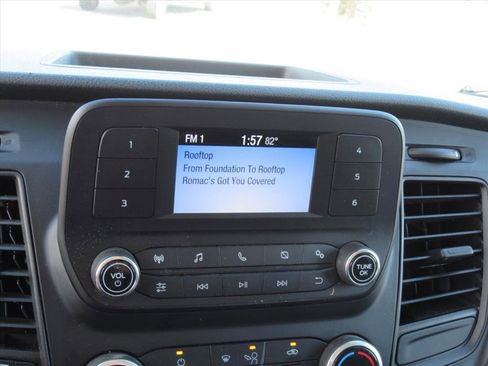 FM 1 1:57 82°
Rooftop
From Foundation To Rooftop
Romac's Got You Covered
1
2
3
4
5
6
VOL
TUNE
OK